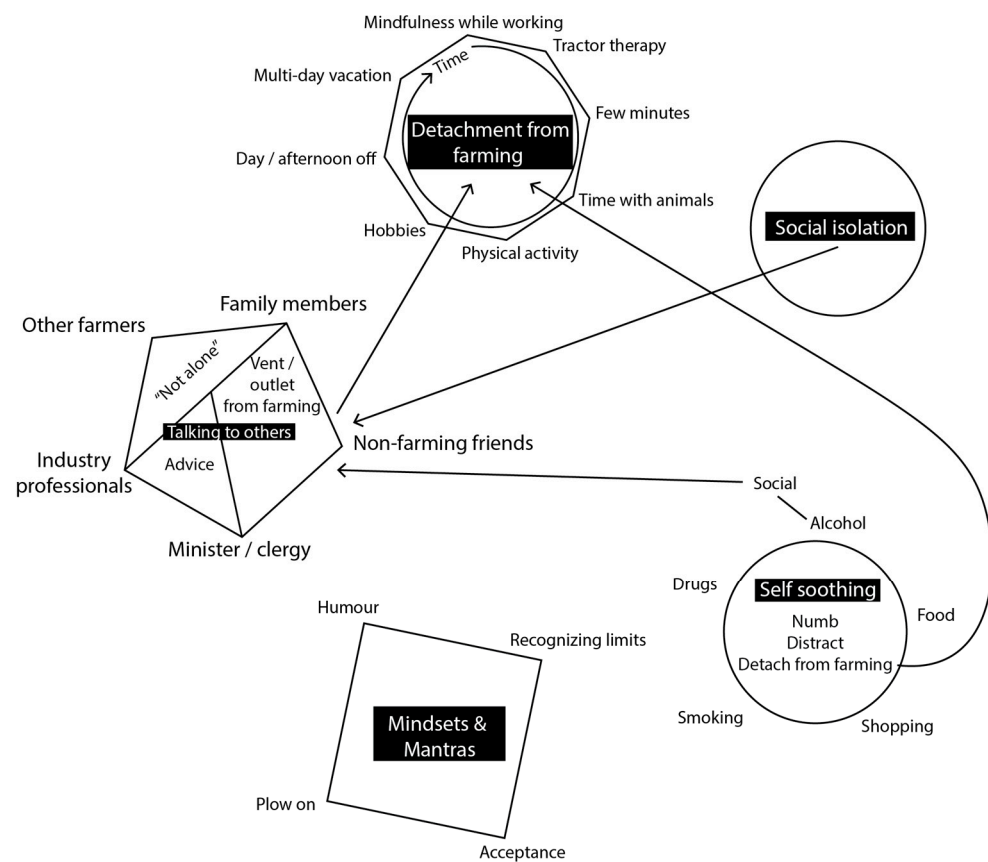 Mindfulness while working
Tractor therapy
Time
Multi-day vacation
Few minutes
Detachment from
farming
Day / afternoon off
Time with animals
Hobbies
Physical activity
Social isolation
Family members
Other farmers
"Not alone"
Vent /
outlet
from farming
Talking to others
Non-farming friends
Industry
professionals
Advice
Minister / clergy
Social
Alcohol
Drugs
Self soothing
Food
Numb
Distract
Detach from farming
Smoking
Shopping
Humour
Recognizing limits
Mindsets &
Mantras
Plow on
Acceptance